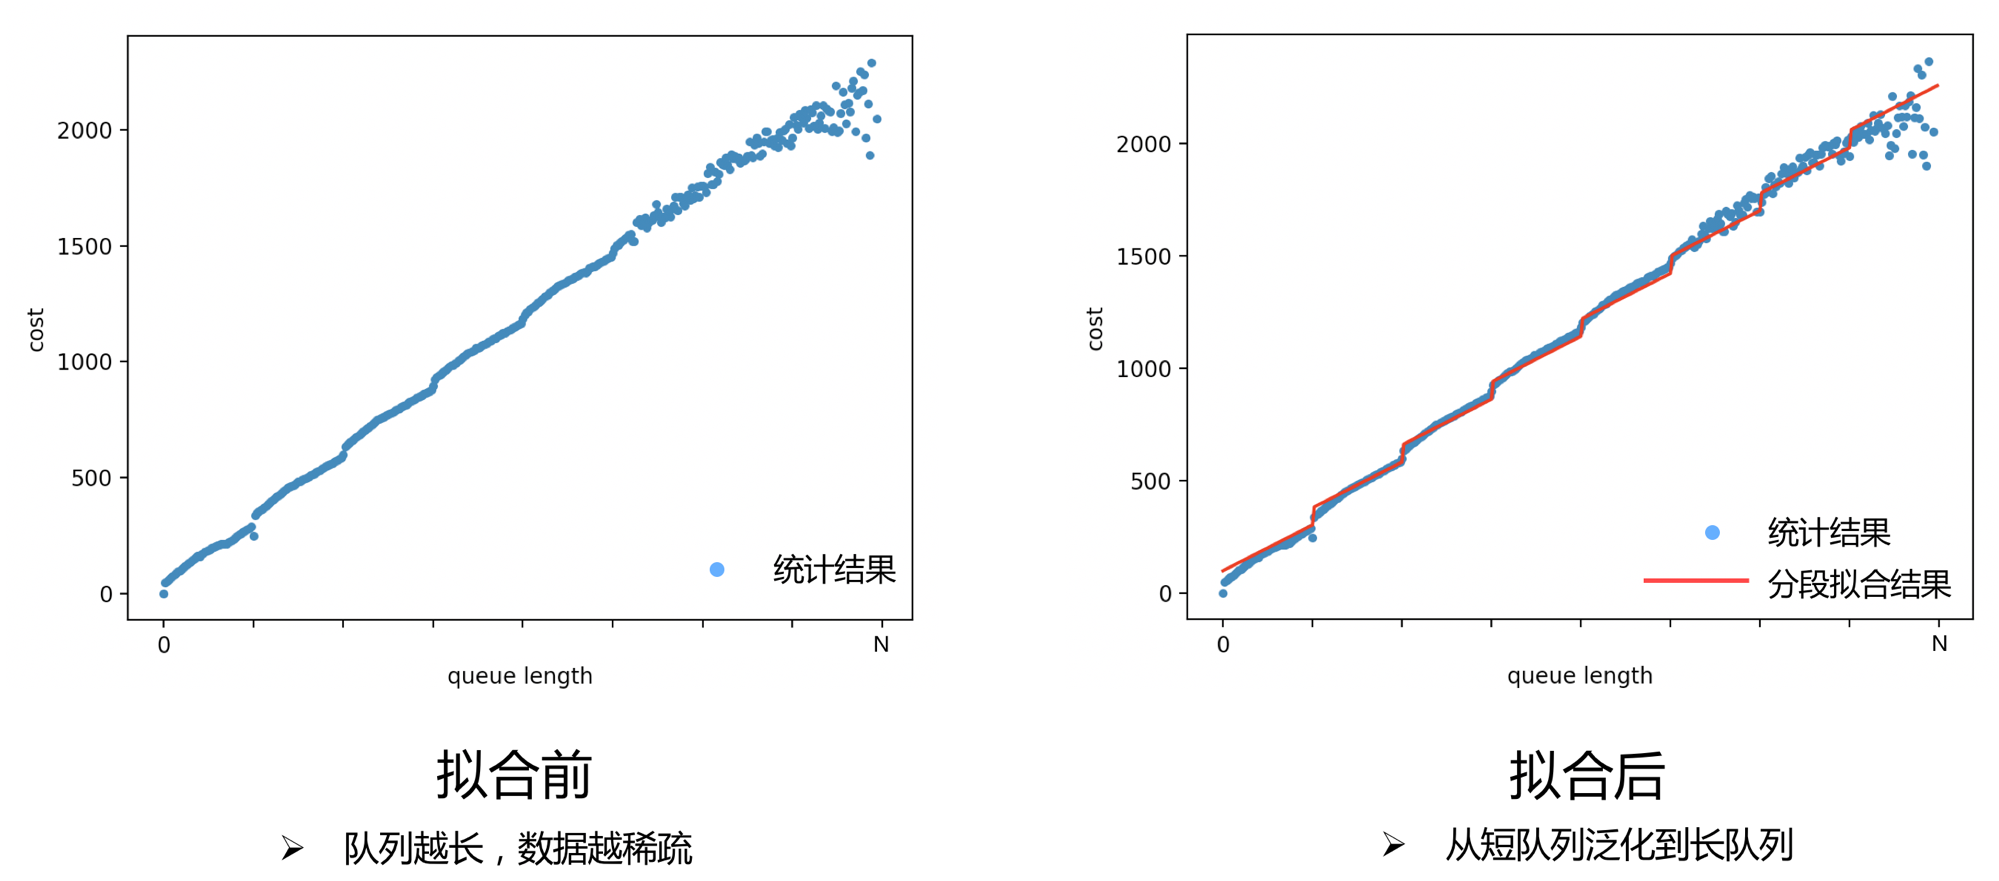 2000
1500
1000
500
0
cost
统计结果
0
N
queue length
拟合前
➢ 队列越长，数据越稀疏
2000
1500
1000
500
0
cost
统计结果
分段拟合结果
0
N
queue length
拟合后
➢ 从短队列泛化到长队列